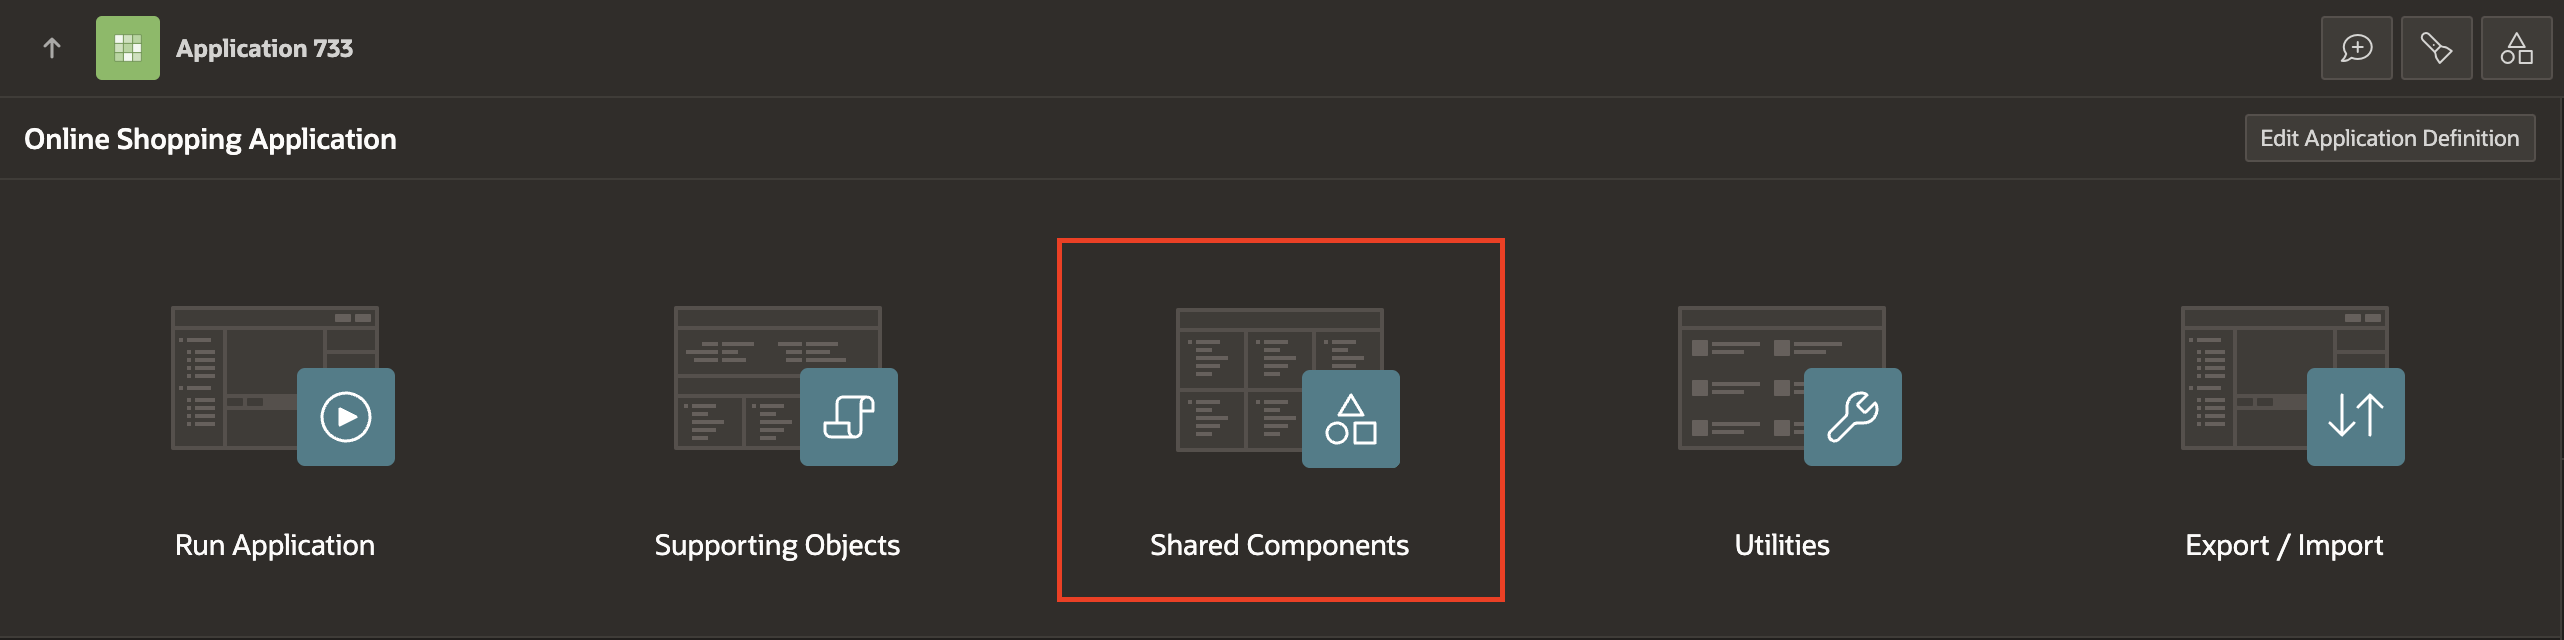 Application 733
Online Shopping Application
Edit Application Definition
Run Application
Supporting Objects
Shared Components
Utilities
Export / Import